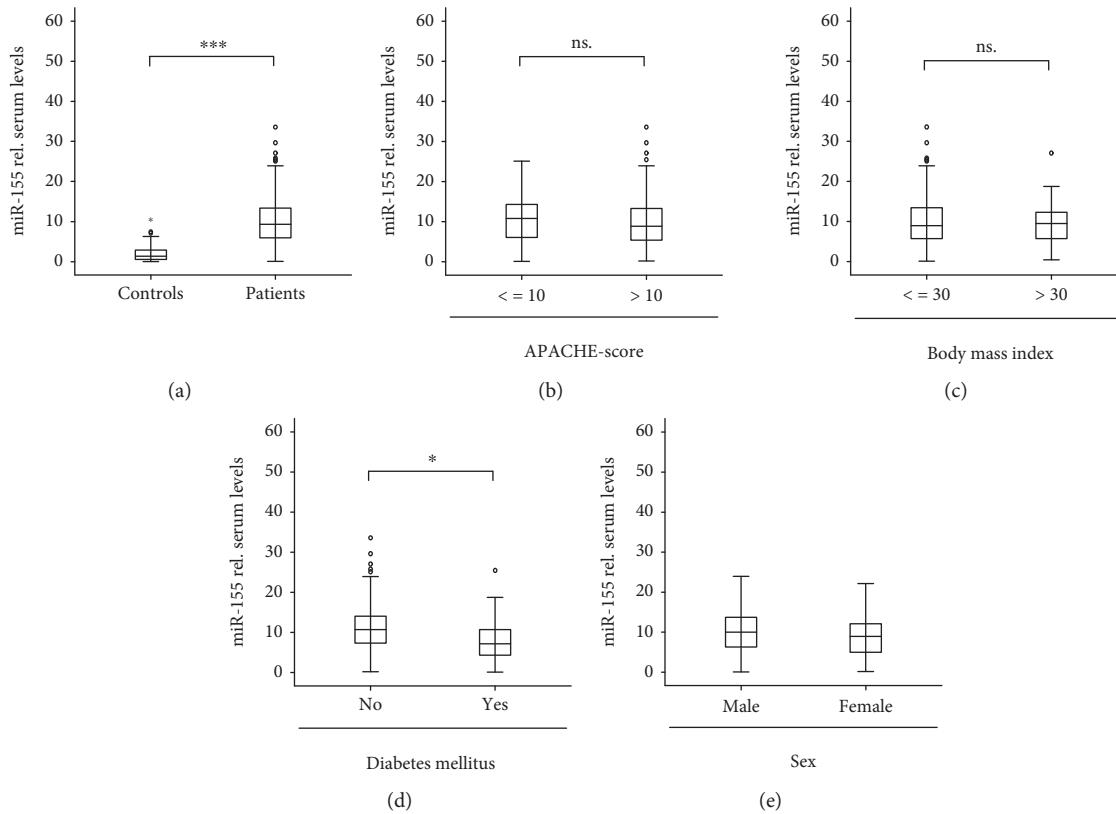 miR-155 rel. serum levels
60
50
40
30
20
10
0
***
*
Controls Patients
(a)
miR-155 rel. serum levels
60
50
40
30
20
10
0
ns.
< = 10 > 10
APACHE-score
(b)
miR-155 rel. serum levels
60
50
40
30
20
10
0
ns.
< = 30 > 30
Body mass index
(c)
miR-155 rel. serum levels
60
50
40
30
20
10
0
*
No Yes
Diabetes mellitus
(d)
miR-155 rel. serum levels
60
50
40
30
20
10
0
Male Female
Sex
(e)